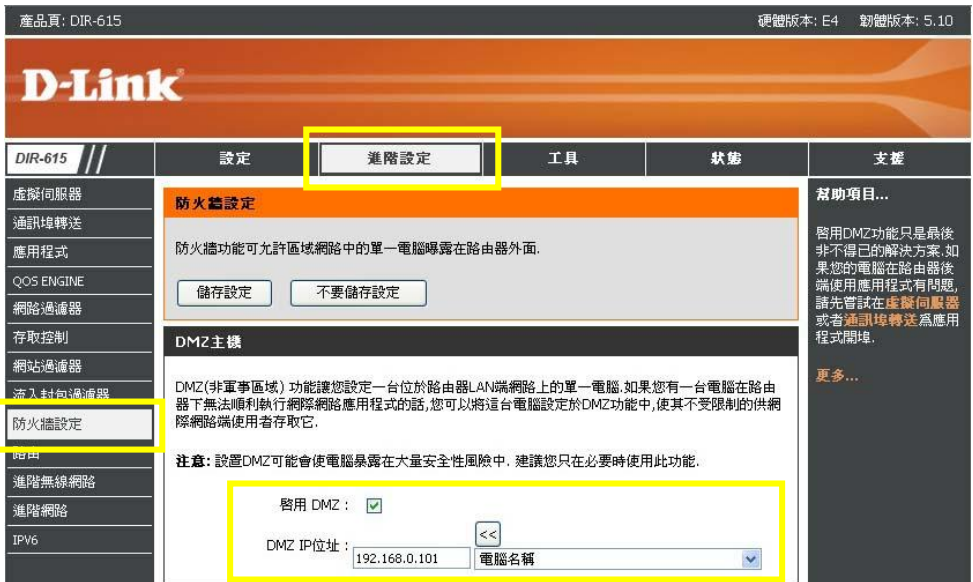 產品頁: DIR-615
硬體版本: E4 韌體版本: 5.10
D-Link
DIR-615
設定
進階設定
工具
狀態
支援
虛擬伺服器
通訊埠轉送
應用程式
QOS ENGINE
網路過濾器
存取控制
網站過濾器
流入封包過濾器
防火牆設定
路由
進階無線網路
進階網路
IPV6
防火牆設定
防火牆功能可允許區域網路中的單一電腦曝露在路由器外面.
儲存設定
不要儲存設定
DMZ主機
DMZ(非軍事區域) 功能讓您設定一台位於路由器LAN端網路上的單一電腦.如果您有一台電腦在路由
器下無法順利執行網際網路應用程式的話,您可以將這台電腦設定於DMZ功能中,使其不受限制的供網
際網路端使用者存取它.
注意: 設置DMZ可能會使電腦暴露在大量安全性風險中. 建議您只在必要時使用此功能.
啓用 DMZ :
<<
DMZ IP位址 :
192.168.0.101
電腦名稱
幫助項目...
啓用DMZ功能只是最後
非不得已的解決方案.如
果您的電腦在路由器後
端使用應用程式有問題,
請先嘗試在虛擬伺服器
或者通訊埠轉送爲應用
程式開埠.
更多...